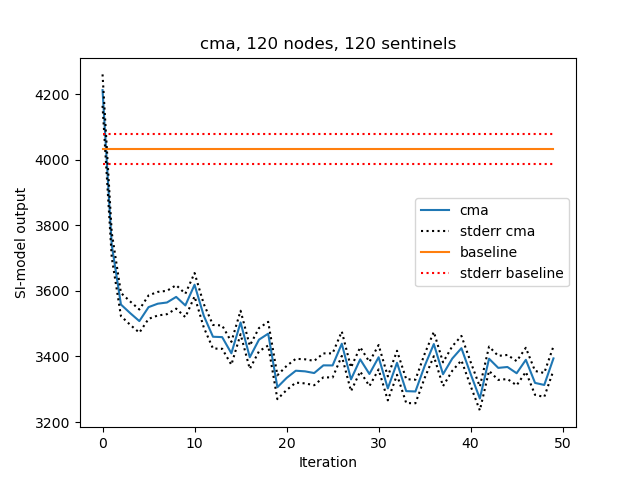 cma, 120 nodes, 120 sentinels
SI-model output
4200
4000
3800
3600
3400
3200
cma
stderr cma
baseline
stderr baseline
0 10 20 30 40 50
Iteration